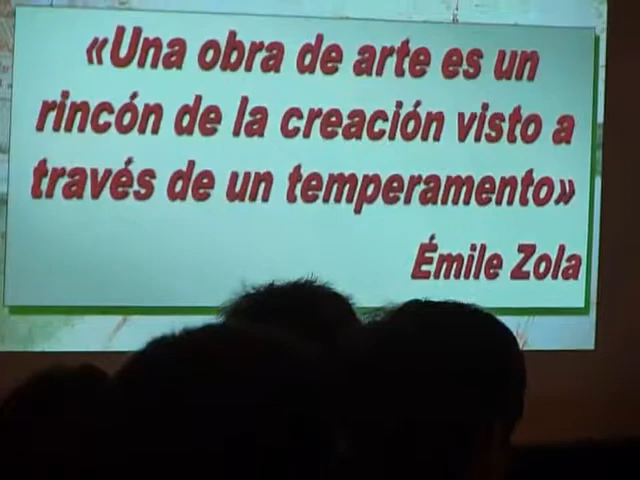 «Una obra de arte es un
rincón de la creación visto a
través de un temperamento»
Émile Zola